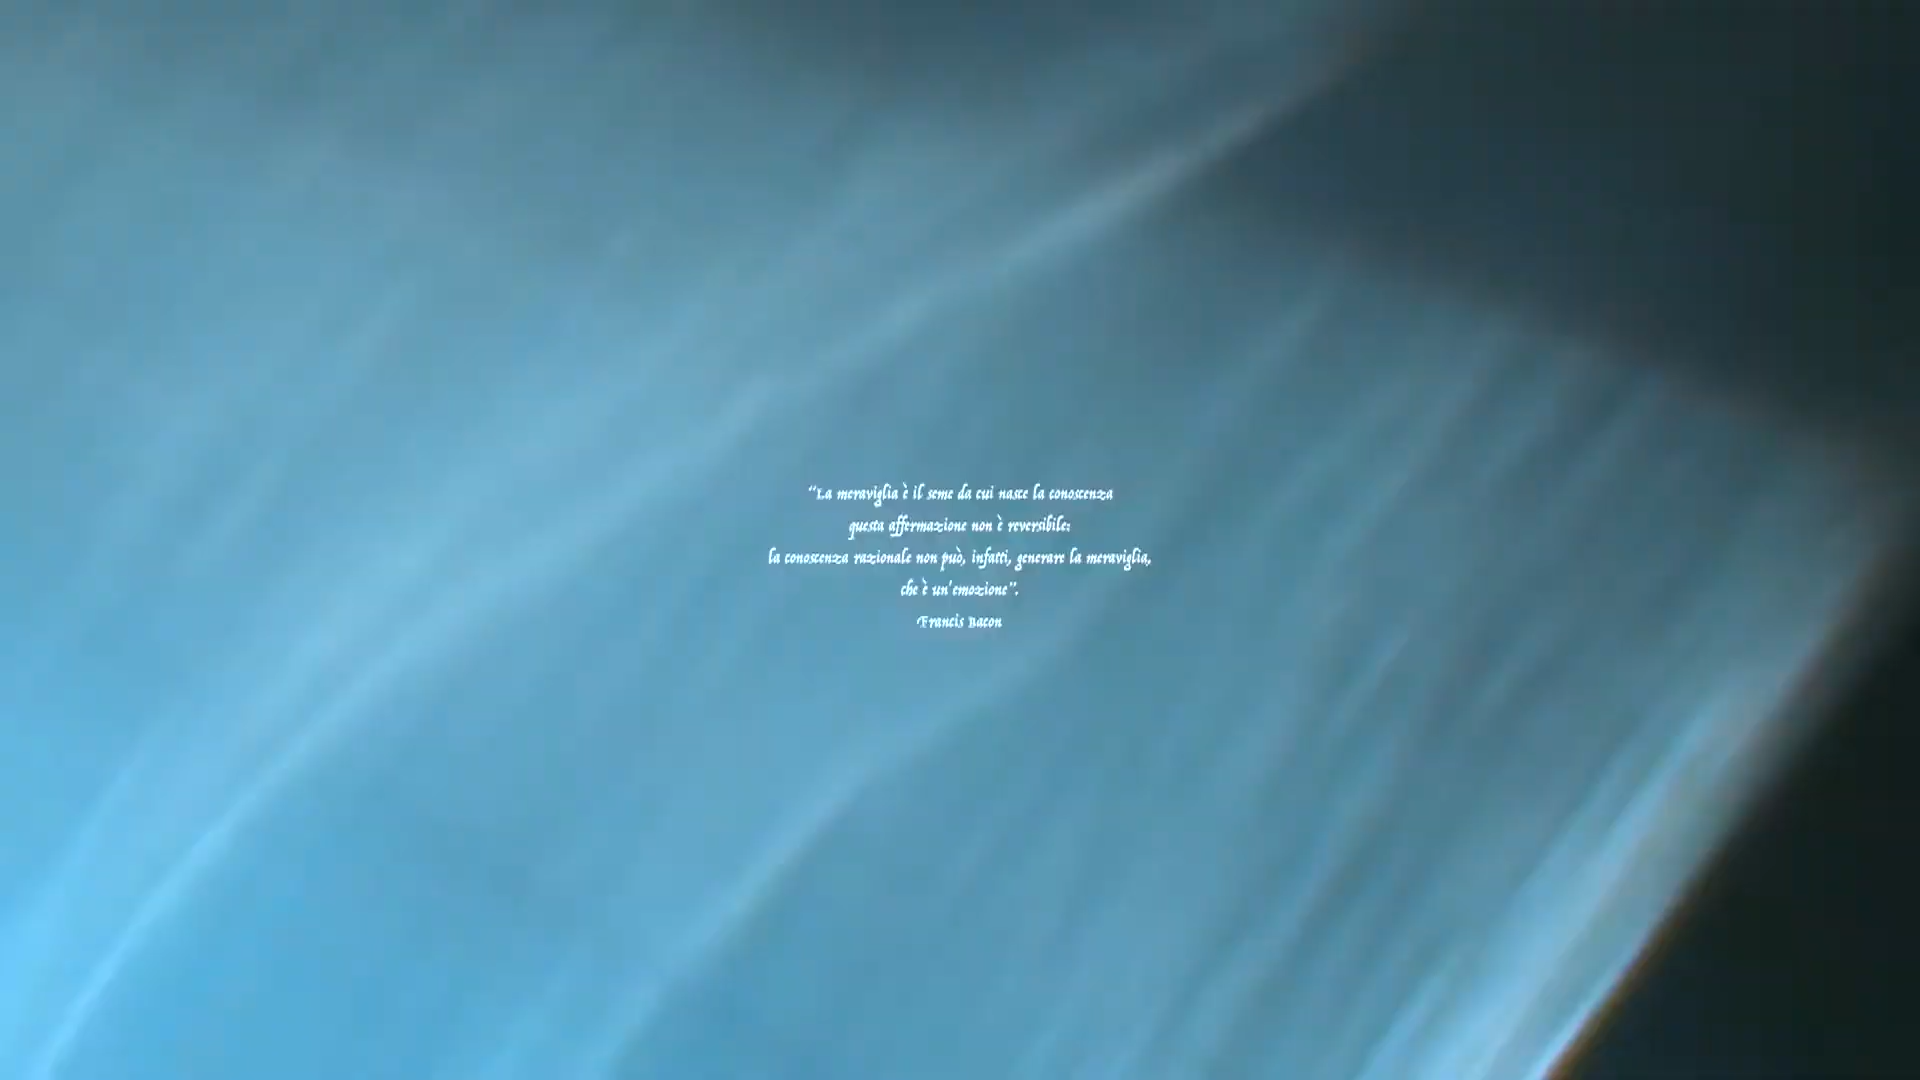 “La meraviglia è il seme da cui nasce la conoscenza
questa affermazione non è reversibile:
la conoscenza razionale non può, infatti, generare la meraviglia,
che è un'emozione”.
Francis Bacon